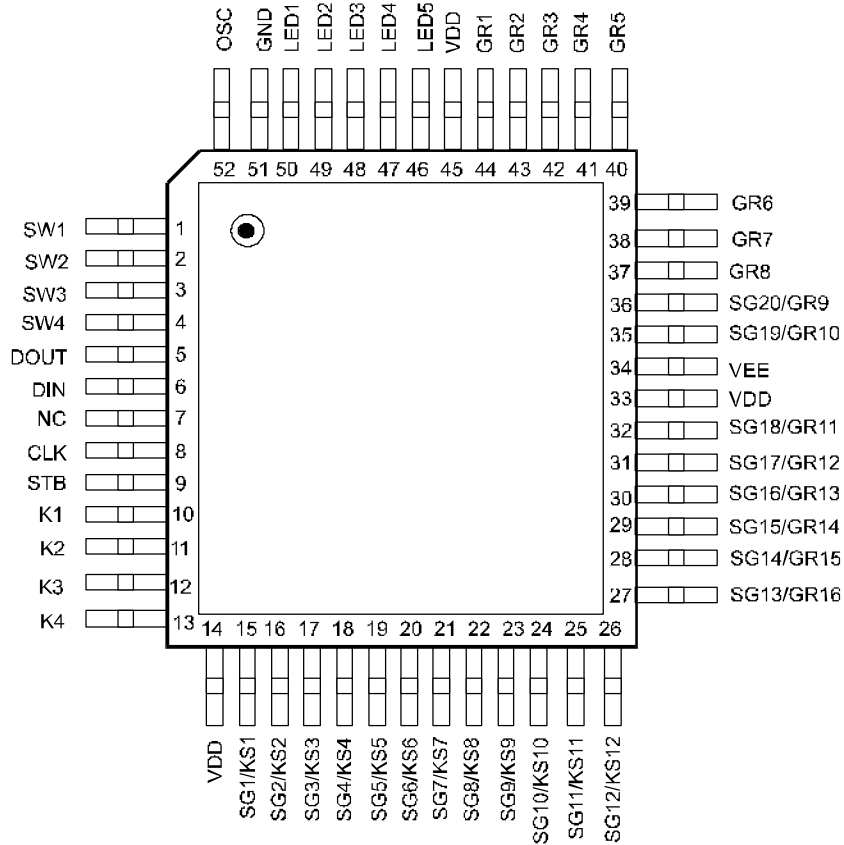 OSC GND LED1 LED2 LED3 LED4 LED5 VDD GR1 GR2 GR3 GR4 GR5
52 51 50 49 48 47 46 45 44 43 42 41 40
SW1 1
SW2 2
SW3 3
SW4 4
DOUT 5
DIN 6
NC 7
CLK 8
STB 9
K1 10
K2 11
K3 12
K4 13
39 GR6
38 GR7
37 GR8
36 SG20/GR9
35 SG19/GR10
34 VEE
33 VDD
32 SG18/GR11
31 SG17/GR12
30 SG16/GR13
29 SG15/GR14
28 SG14/GR15
27 SG13/GR16
14 15 16 17 18 19 20 21 22 23 24 25 26
VDD SG1/KS1 SG2/KS2 SG3/KS3 SG4/KS4 SG5/KS5 SG6/KS6 SG7/KS7 SG8/KS8 SG9/KS9 SG10/KS10 SG11/KS11 SG12/KS12